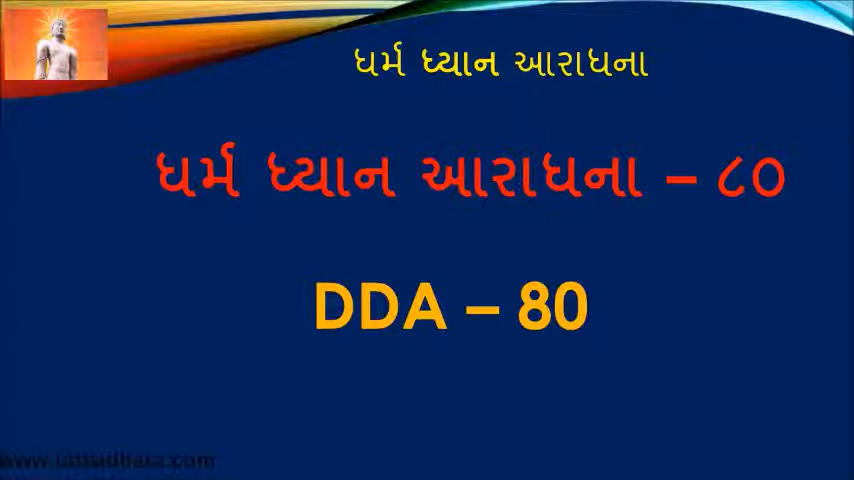 ધર્મ ધ્યાન આરાધના
ધર્મ ધ્યાન આરાધના – ૮૦
DDA – 80